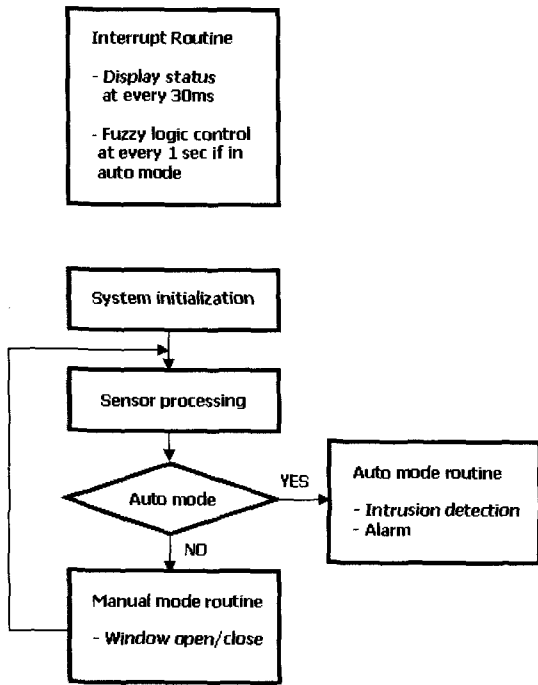 Interrupt Routine
- Display status
at every 30ms
- Fuzzy logic control
at every 1 sec if in
auto mode
System initialization
Sensor processing
Auto mode
YES
Auto mode routine
- Intrusion detection
- Alarm
NO
Manual mode routine
- Window open/close